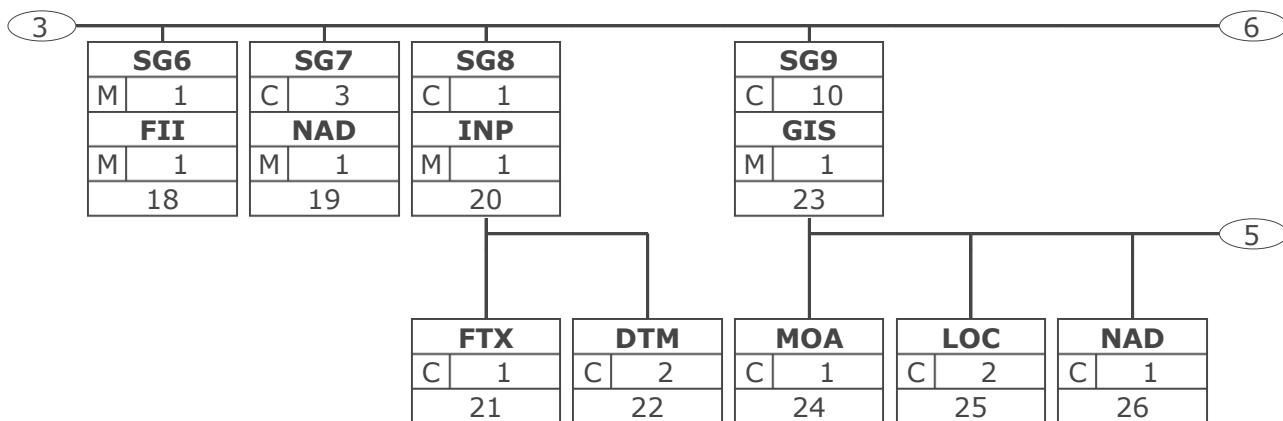 3 6
SG6 SG7 SG8 SG9
M 1 C 3 C 1 C 10
FII NAD INP GIS
M 1 M 1 M 1 M 1
18 19 20 23
5
FTX DTM MOA LOC NAD
C 1 C 2 C 1 C 2 C 1
21 22 24 25 26